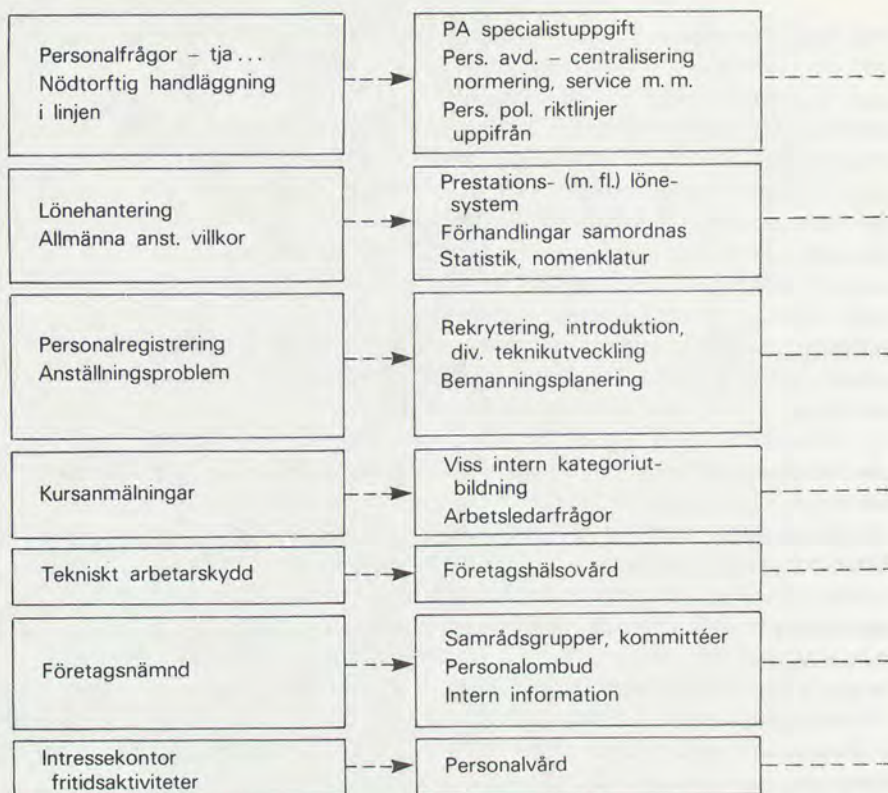 Personalfrågor – tja...
Nödtorftig handläggning
i linjen
PA specialistuppgift
Pers. avd. – centralisering
normering, service m. m.
Pers. pol. riktlinjer
uppifrån
Lönehantering
Allmänna anst. villkor
Prestations- (m. fl.) löne-
system
Förhandlingar samordnas
Statistik, nomenklatur
Personalregistrering
Anställningsproblem
Rekrytering, introduktion,
div. teknikutveckling
Bemanningsplanering
Kursanmälningar
Viss intern kategoriut-
bildning
Arbetsledarfrågor
Tekniskt arbetarskydd
Företagshälsovård
Företagsnämnd
Samrådsgrupper, kommittéer
Personalombud
Intern information
Intressekontor
fritidsaktiviteter
Personalvård